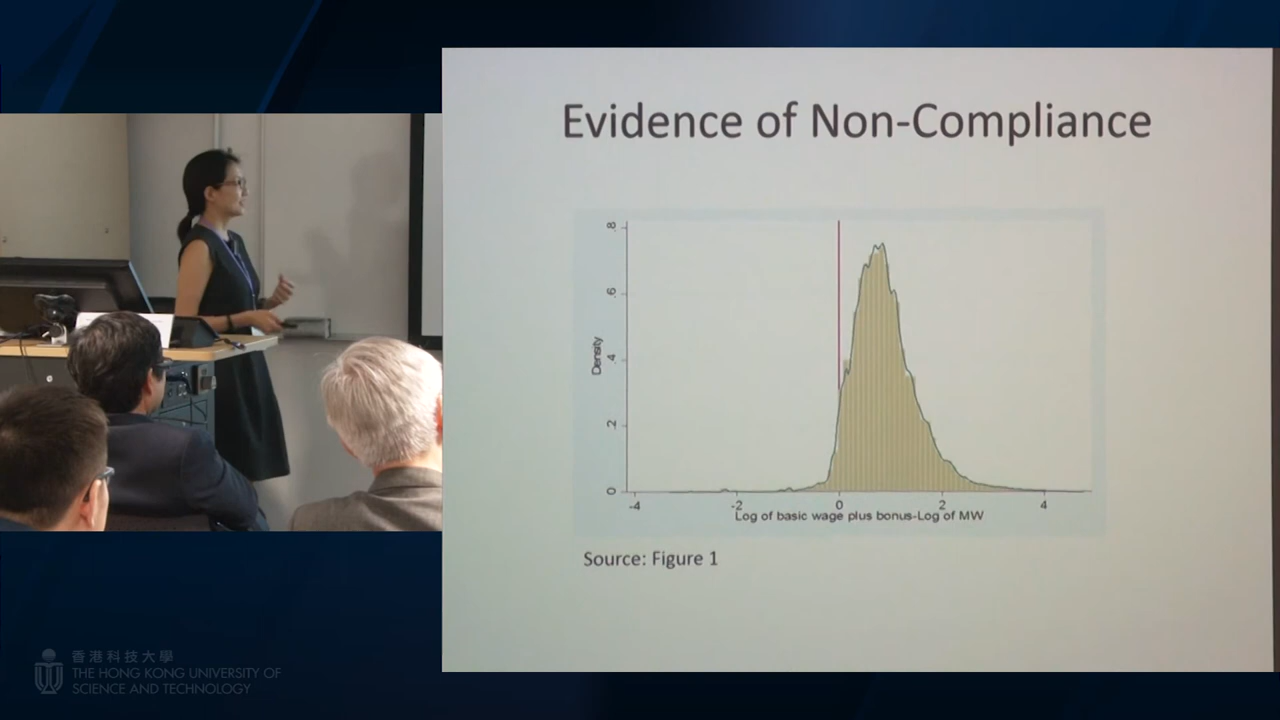 Evidence of Non-Compliance
.8
.6
.4
.2
0
Density
-4
-2
0
2
4
Log of basic wage plus bonus-Log of MW
Source: Figure 1
香港科技大學
THE HONG KONG UNIVERSITY OF
SCIENCE AND TECHNOLOGY